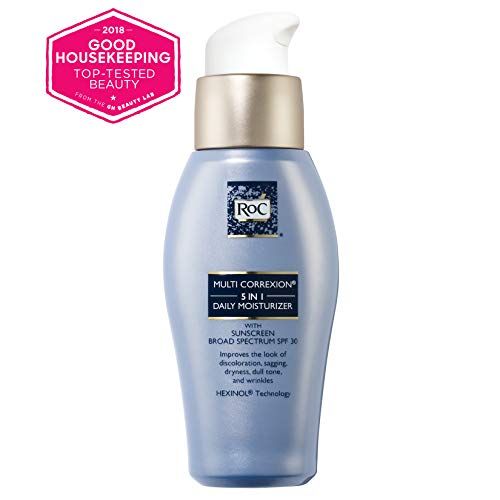 2018
GOOD
HOUSEKEEPING
TOP-TESTED
BEAUTY
FROM THE GH BEAUTY LAB
RoC®
MULTI CORREXION®
5 IN 1
DAILY MOISTURIZER
WITH
SUNSCREEN
BROAD SPECTRUM SPF 30
Improves the look of
discoloration, sagging,
dryness, dull tone,
and wrinkles
HEXINOL® Technology